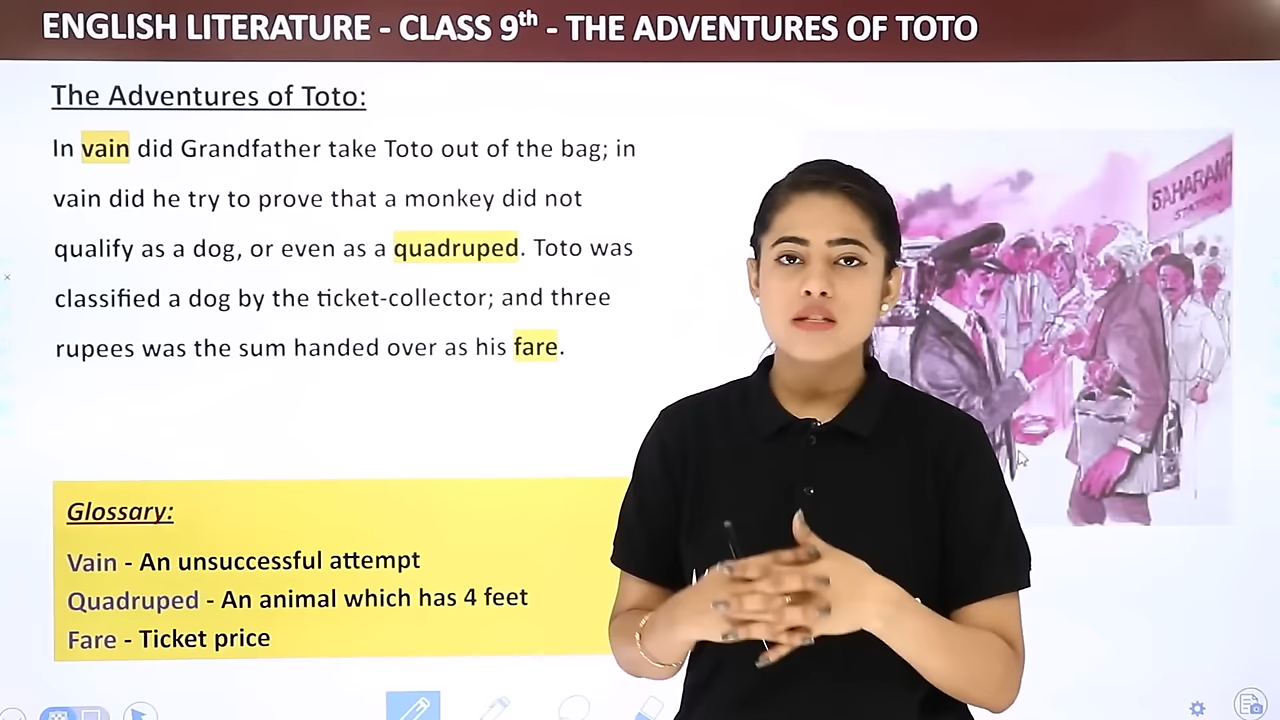 ENGLISH LITERATURE - CLASS 9th - THE ADVENTURES OF TOTO
The Adventures of Toto:
In vain did Grandfather take Toto out of the bag; in
vain did he try to prove that a monkey did not
qualify as a dog, or even as a quadruped. Toto was
classified a dog by the ticket-collector; and three
rupees was the sum handed over as his fare.
Glossary:
Vain - An unsuccessful attempt
Quadruped - An animal which has 4 feet
Fare - Ticket price
STATION